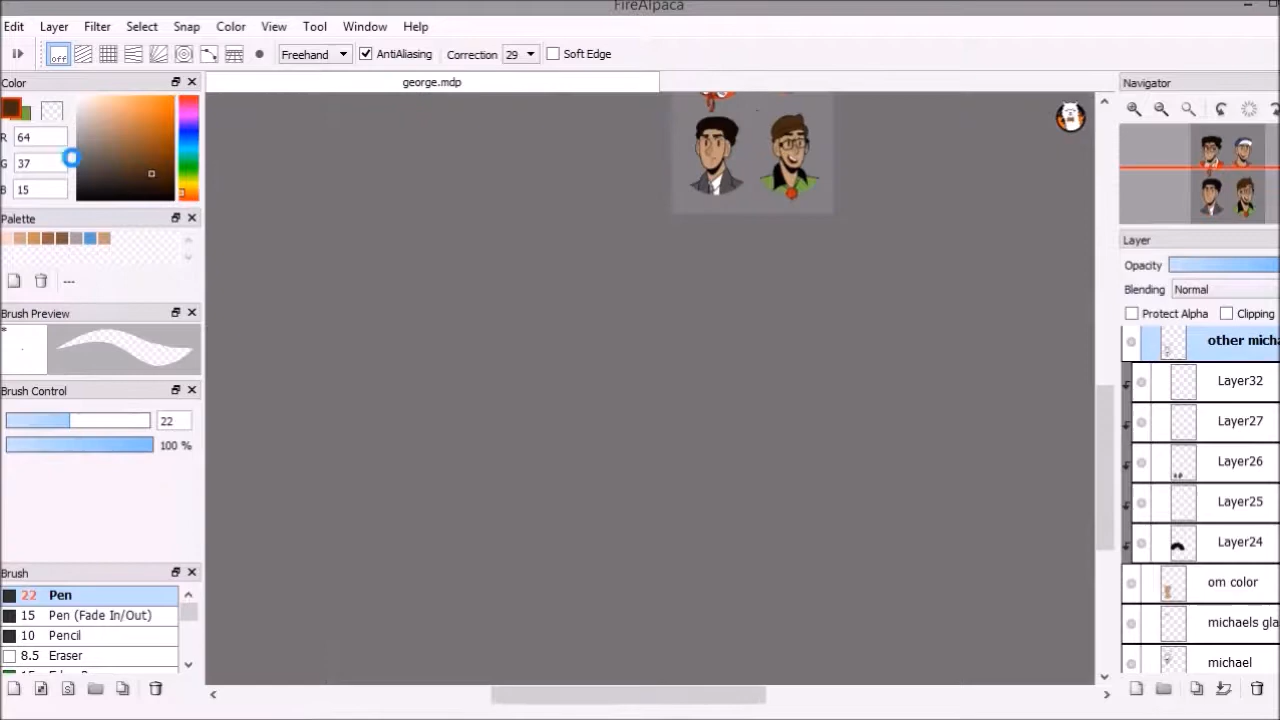 FireAlpaca
Edit Layer Filter Select Snap Color View Tool Window Help
off Freehand AntiAliasing Correction 29 Soft Edge
Color
george.mdp
Navigator
R 64
G 37
B 15
Palette
---
Layer
Opacity
Blending Normal
Protect Alpha Clipping
Brush Preview
*
Brush Control
22
100 %
other micha
Layer32
Layer27
Layer26
Layer25
Layer24
om color
michaels gla
michael
Brush
22 Pen
15 Pen (Fade In/Out)
10 Pencil
8.5 Eraser